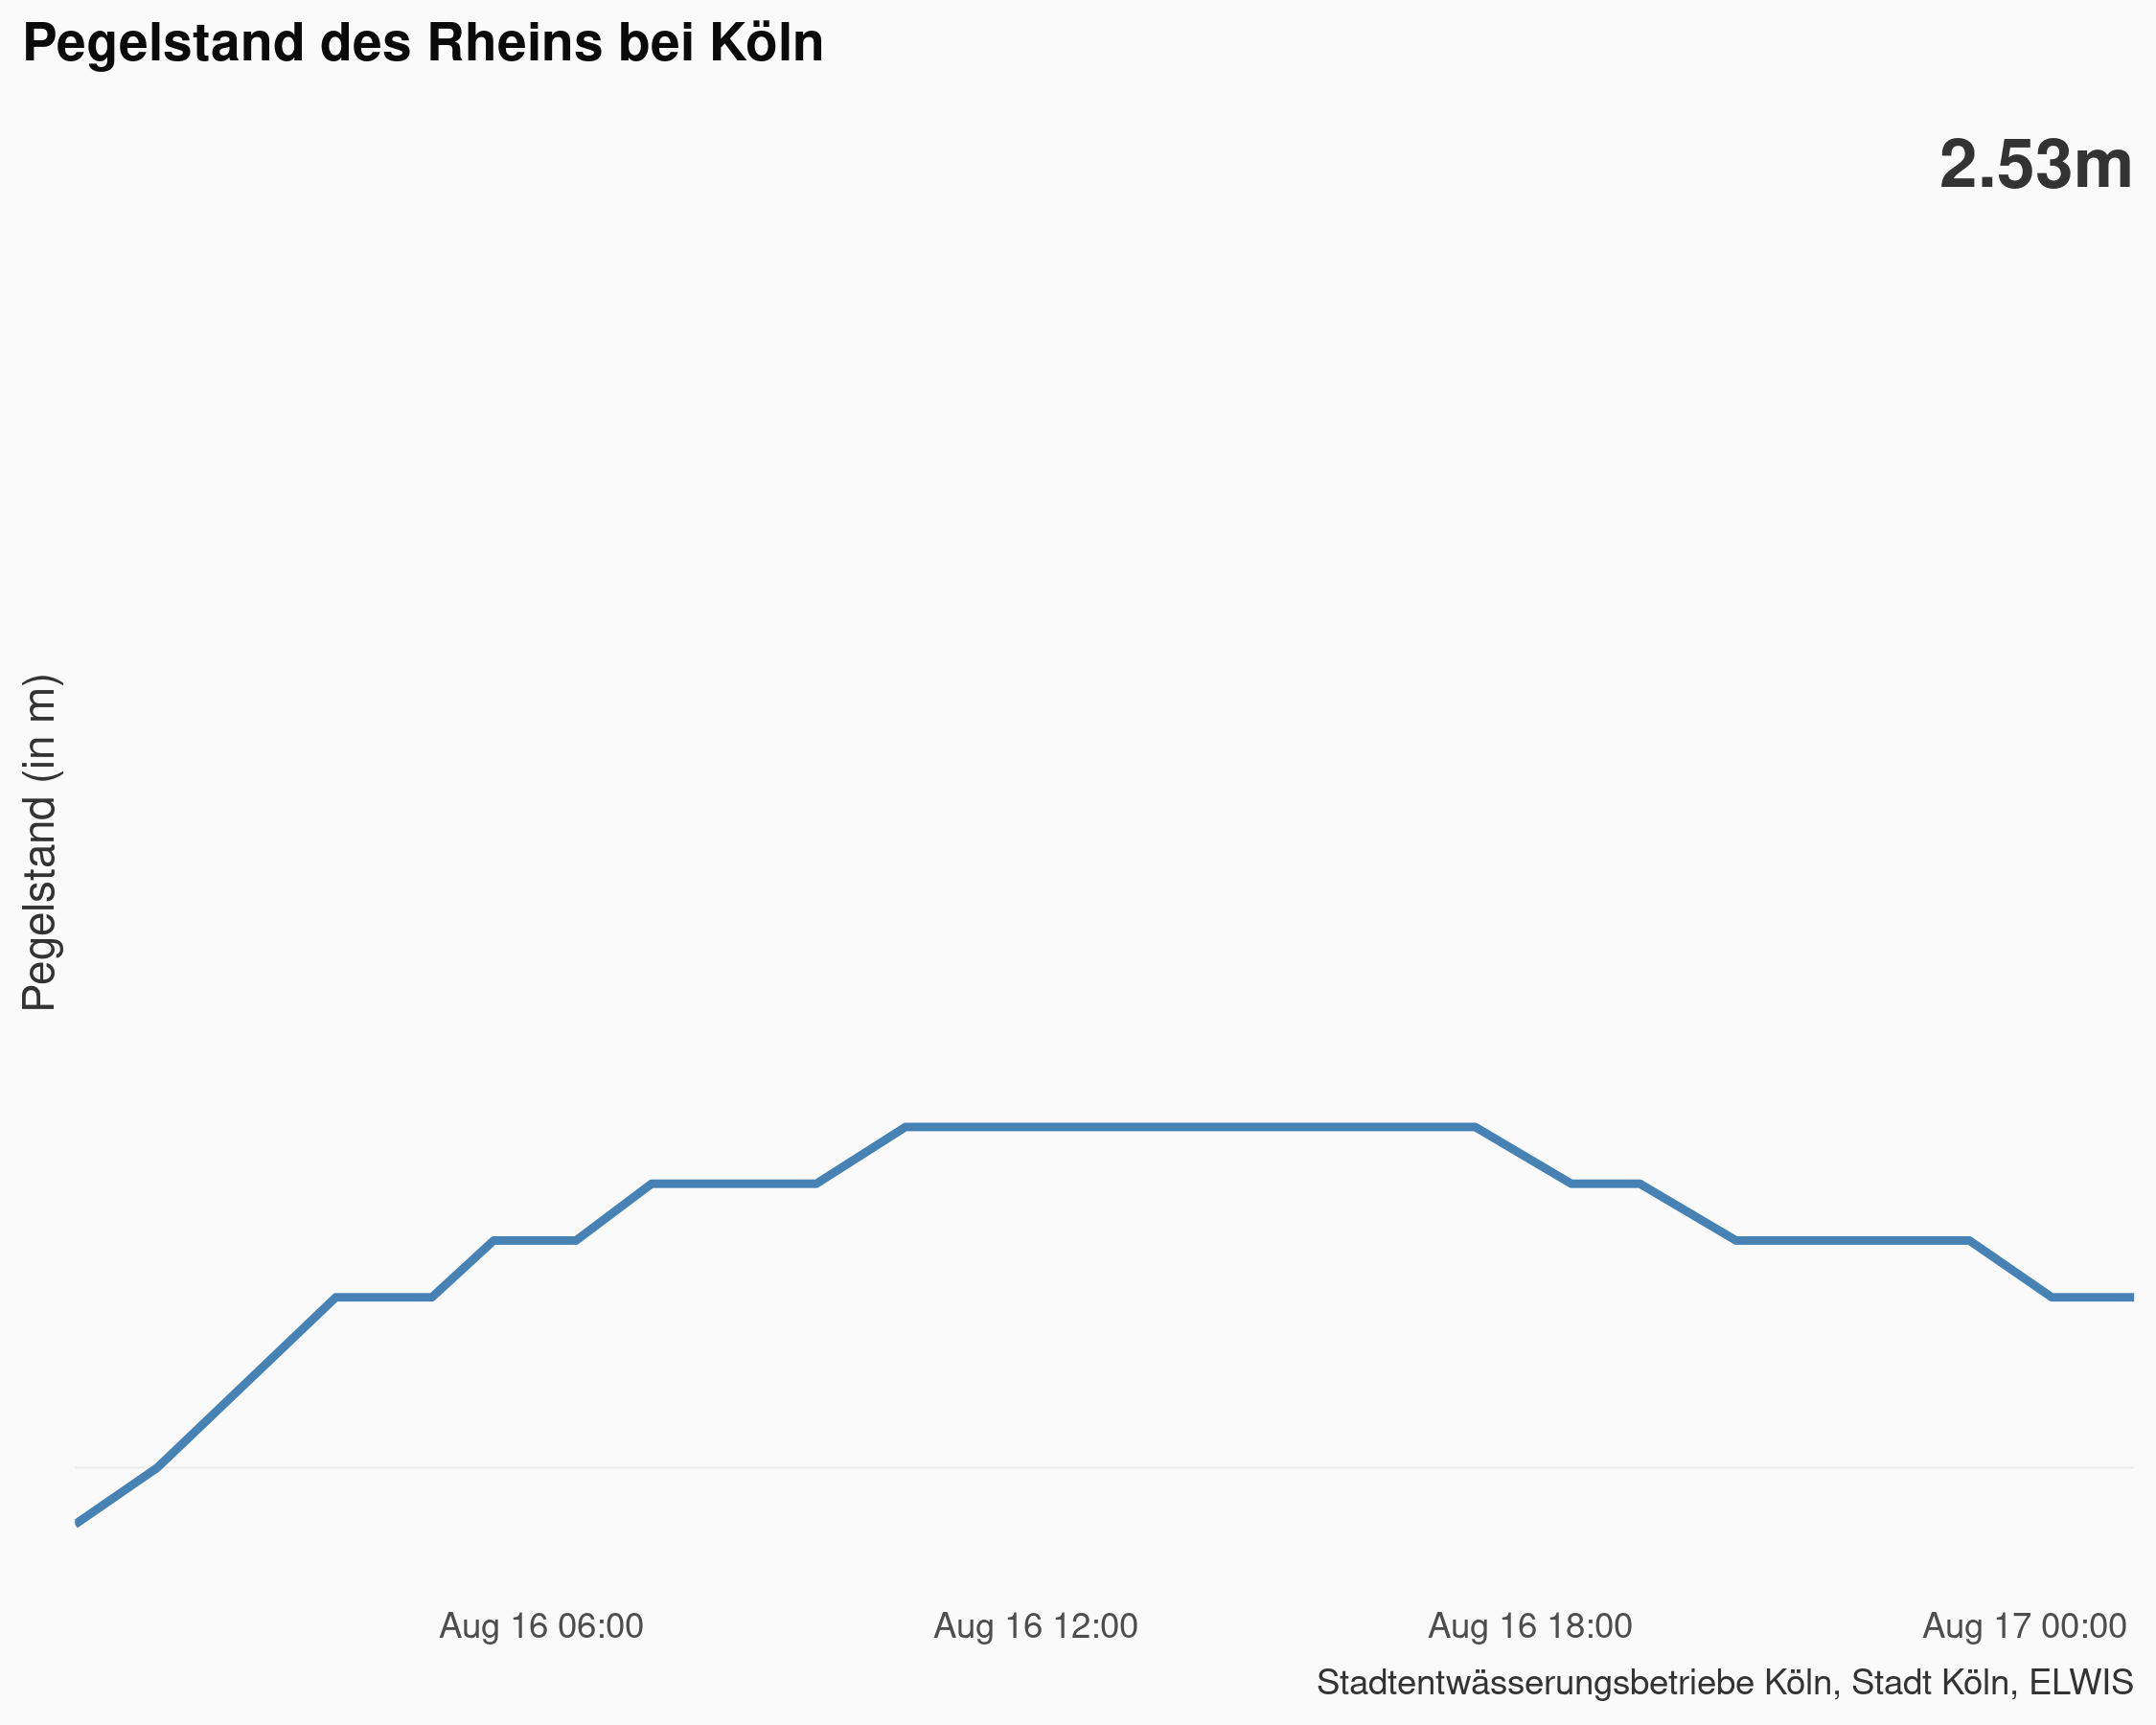 Pegelstand des Rheins bei Köln
2.53m
Pegelstand (in m)
Aug 16 06:00
Aug 16 12:00
Aug 16 18:00
Aug 17 00:00
Stadtentwässerungsbetriebe Köln, Stadt Köln, ELWIS